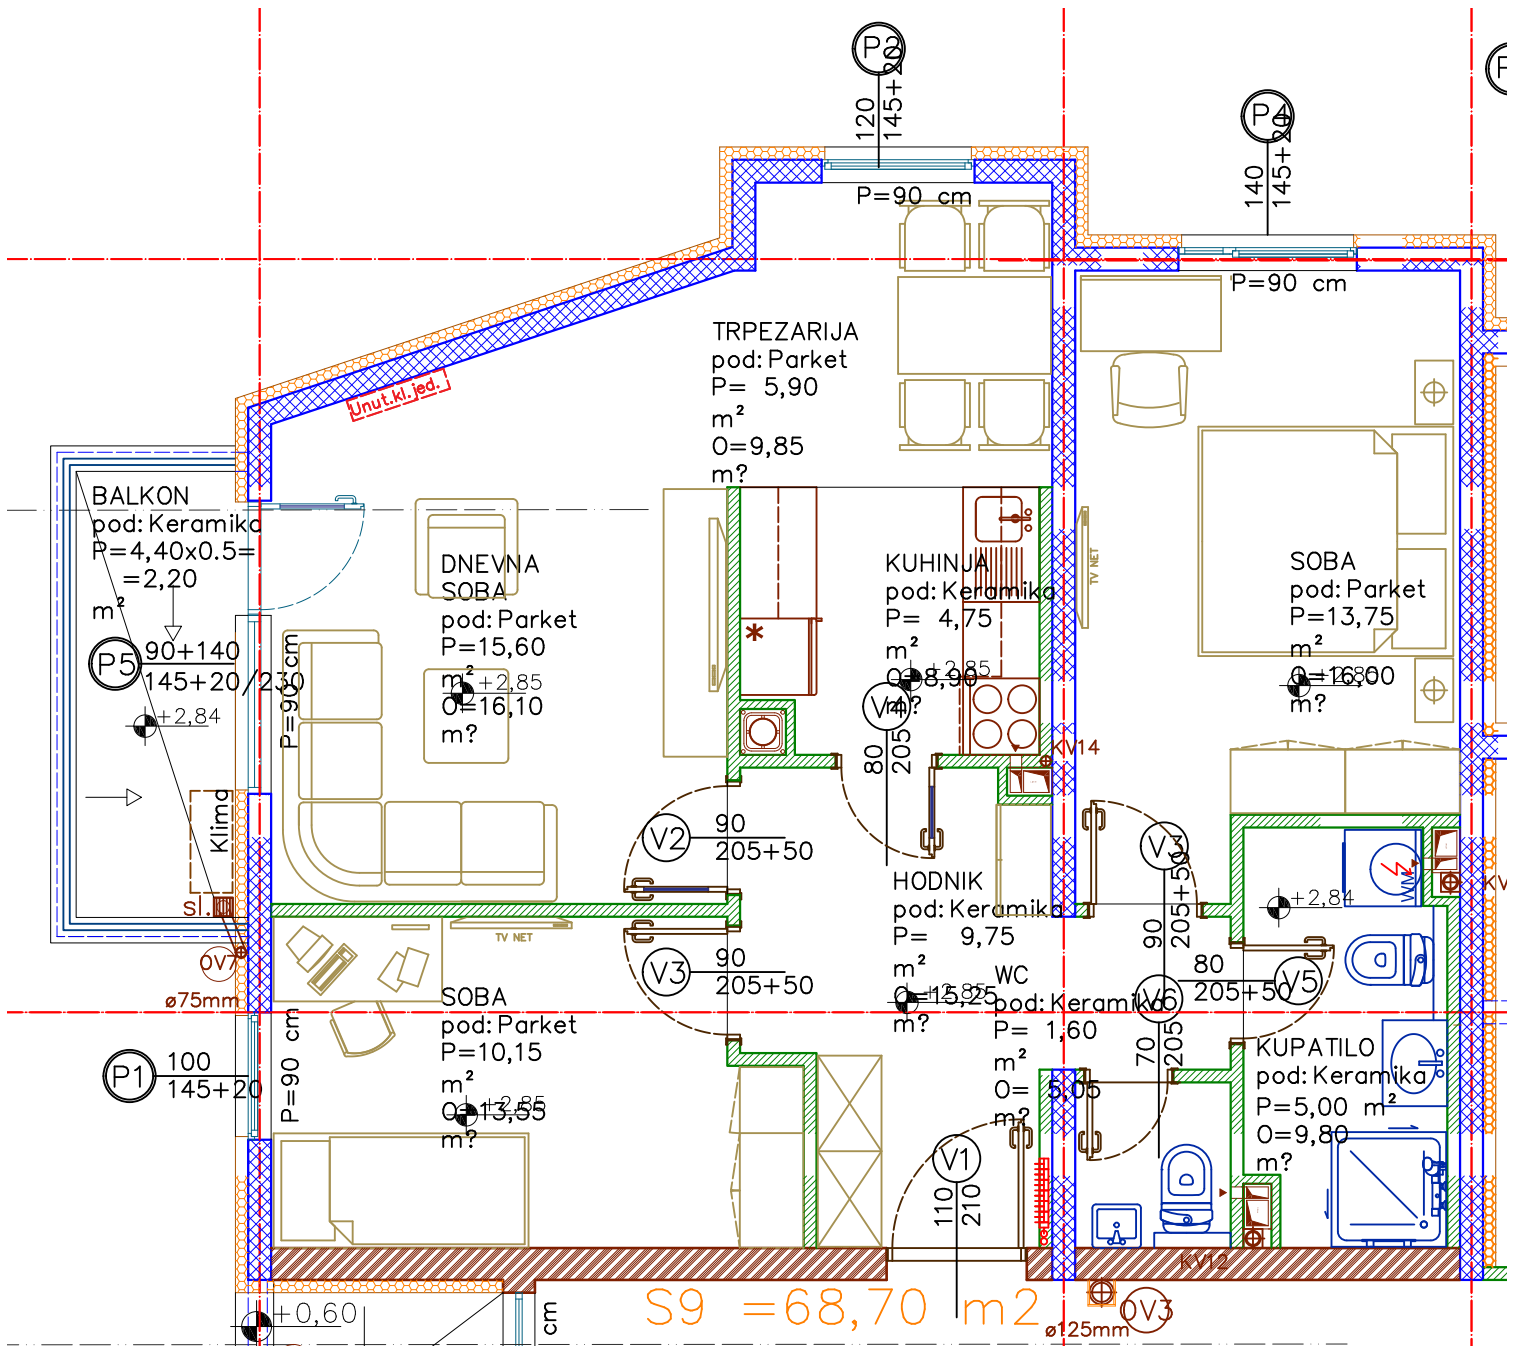 P2
120
145+20
P=90 cm
P4
140
145+20
P=90 cm
TRPEZARIJA
pod: Parket
P= 5,90
m²
O=9,85
m?
Unut.kl.jed.
BALKON
pod: Keramika
P=4,40x0.5=
=2,20
m²
P5
90+140
145+20/230
P=90 cm
+2,84
Klima
sl.
OV7
ø75mm
DNEVNA
SOBA
pod: Parket
P=15,60
m²
+2,85
O=16,10
m?
KUHINJA
pod: Keramika
P= 4,75
m²
+2,85
O=8,90
m?
V4
80
205
KV14
TV NET
SOBA
pod: Parket
P=13,75
m²
O=16,00
m?
V2
90
205+50
V3
90
205+50
TV NET
HODNIK
pod: Keramika
P= 9,75
m²
+2,85
O=15,25
m?
V3
90
205+50
+2,84
WM
V5
80
205+50
WC
pod: Keramika
P= 1,60
m²
O= 5,05
m?
V6
70
205
SOBA
pod: Parket
P=10,15
m²
+2,85
O=13,55
m?
P1
100
145+20
P=90 cm
KUPATILO
pod: Keramika
P=5,00 m²
O=9,80
m?
V1
110
210
KV12
S9 =68,70 m2
OV3
ø125mm
+0,60
cm